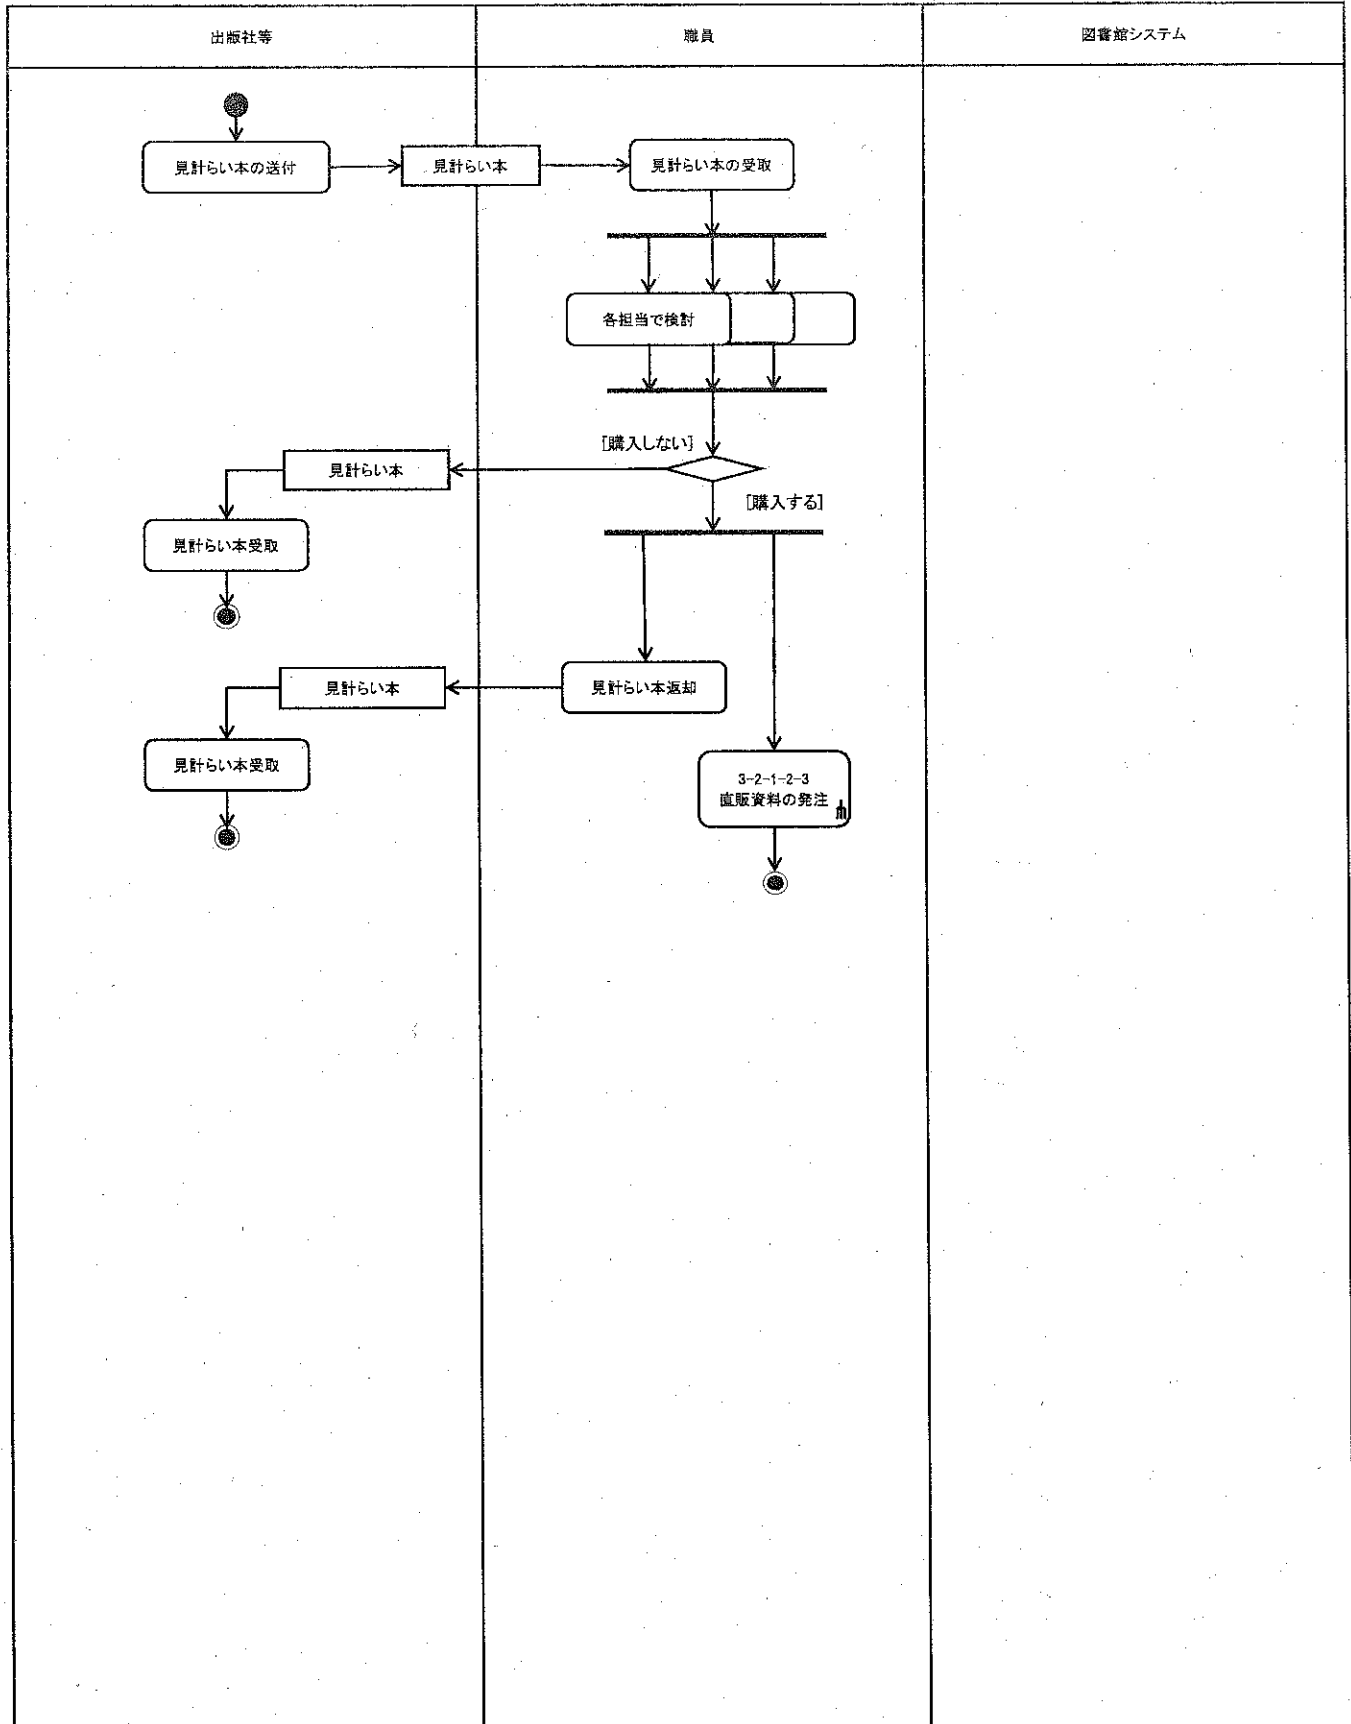 出版社等
職員
図書館システム
見計らい本の送付
見計らい本
見計らい本の受取
各担当で検討
[購入しない]
見計らい本
[購入する]
見計らい本受取
見計らい本
見計らい本返却
見計らい本受取
3-2-1-2-3
直販資料の発注